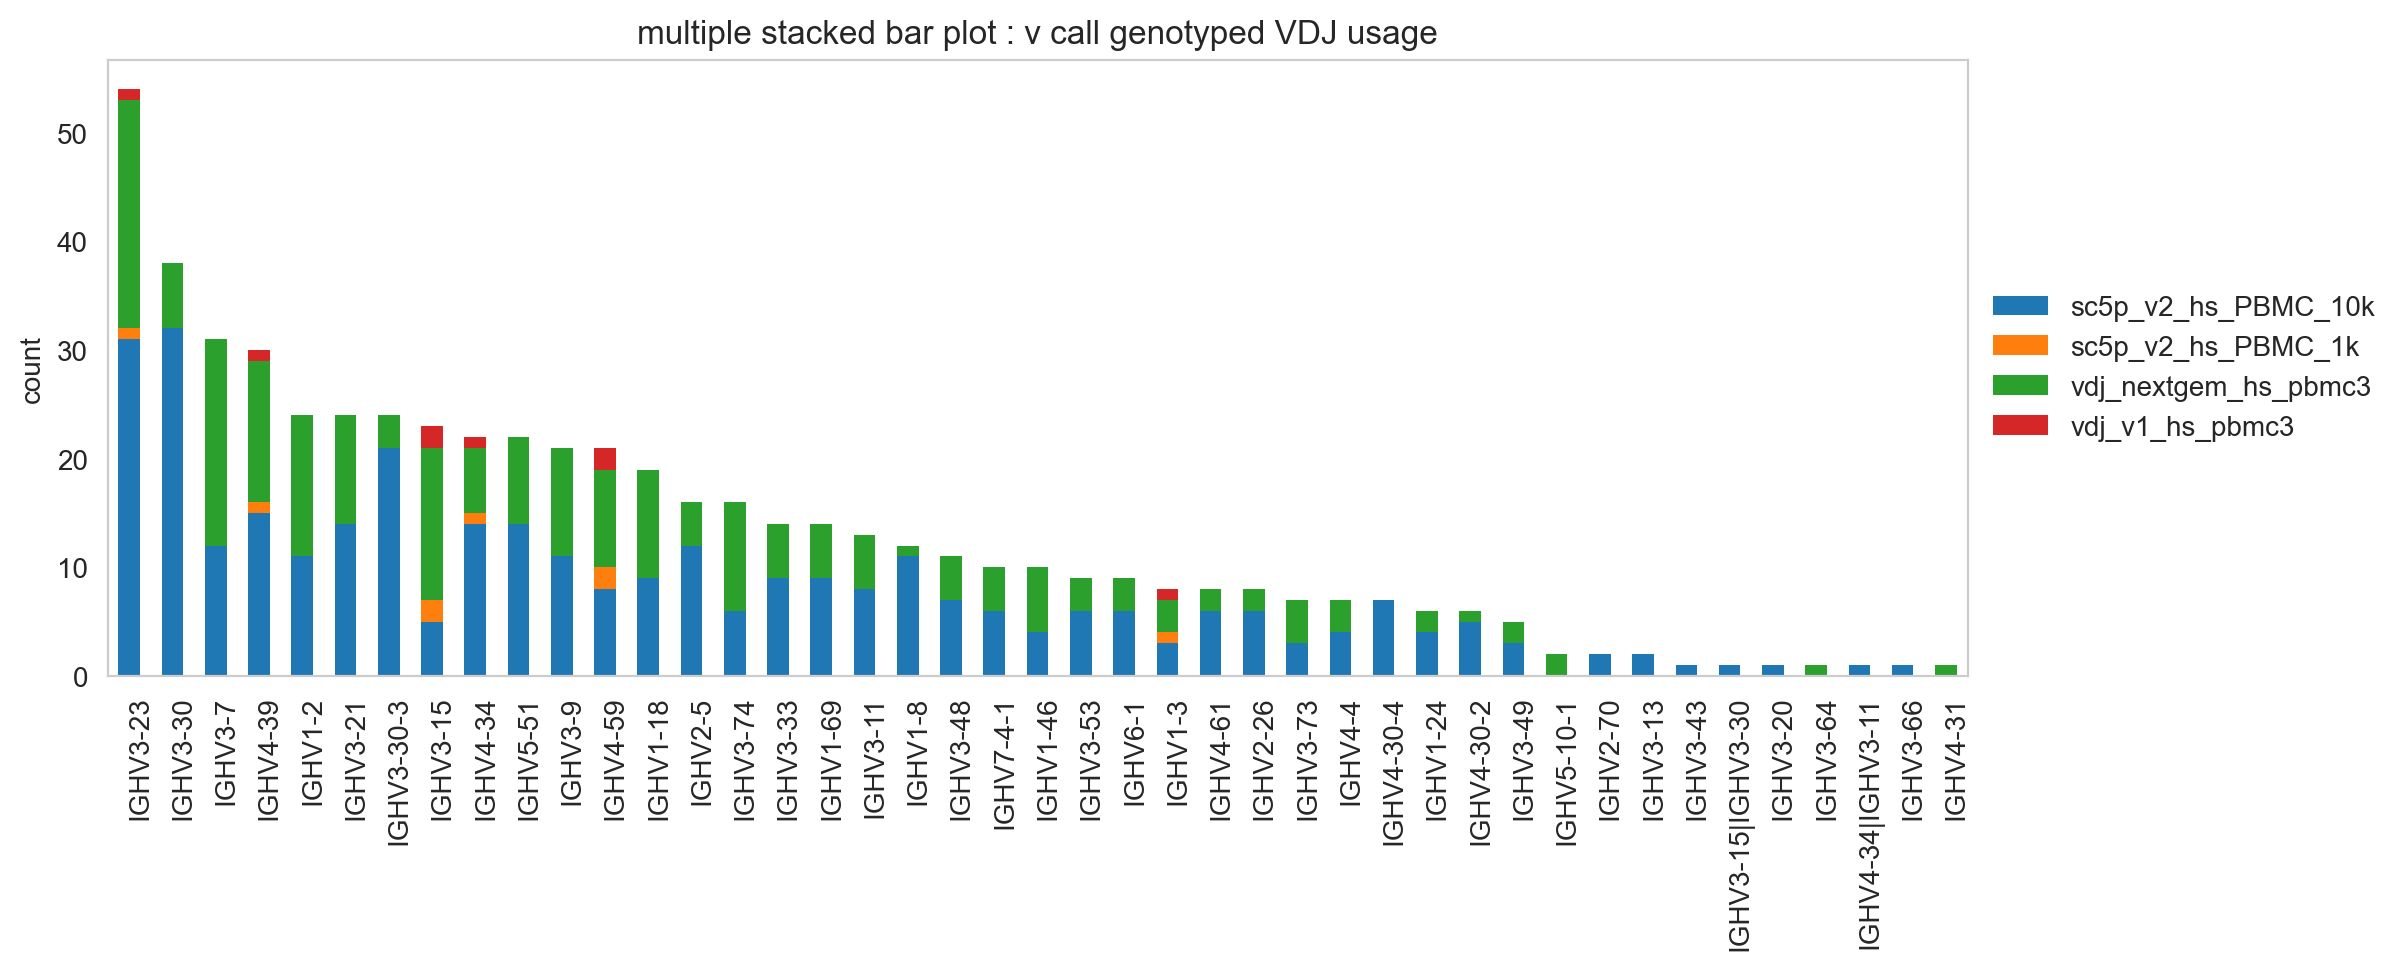 multiple stacked bar plot : v call genotyped VDJ usage
count
50
40
30
20
10
0
IGHV3-23
IGHV3-30
IGHV3-7
IGHV4-39
IGHV1-2
IGHV3-21
IGHV3-30-3
IGHV3-15
IGHV4-34
IGHV5-51
IGHV3-9
IGHV4-59
IGHV1-18
IGHV2-5
IGHV3-74
IGHV3-33
IGHV1-69
IGHV3-11
IGHV1-8
IGHV3-48
IGHV7-4-1
IGHV1-46
IGHV3-53
IGHV6-1
IGHV1-3
IGHV4-61
IGHV2-26
IGHV3-73
IGHV4-4
IGHV4-30-4
IGHV1-24
IGHV4-30-2
IGHV3-49
IGHV5-10-1
IGHV2-70
IGHV3-13
IGHV3-43
IGHV3-15|IGHV3-30
IGHV3-20
IGHV3-64
IGHV4-34|IGHV3-11
IGHV3-66
IGHV4-31
sc5p_v2_hs_PBMC_10k
sc5p_v2_hs_PBMC_1k
vdj_nextgem_hs_pbmc3
vdj_v1_hs_pbmc3